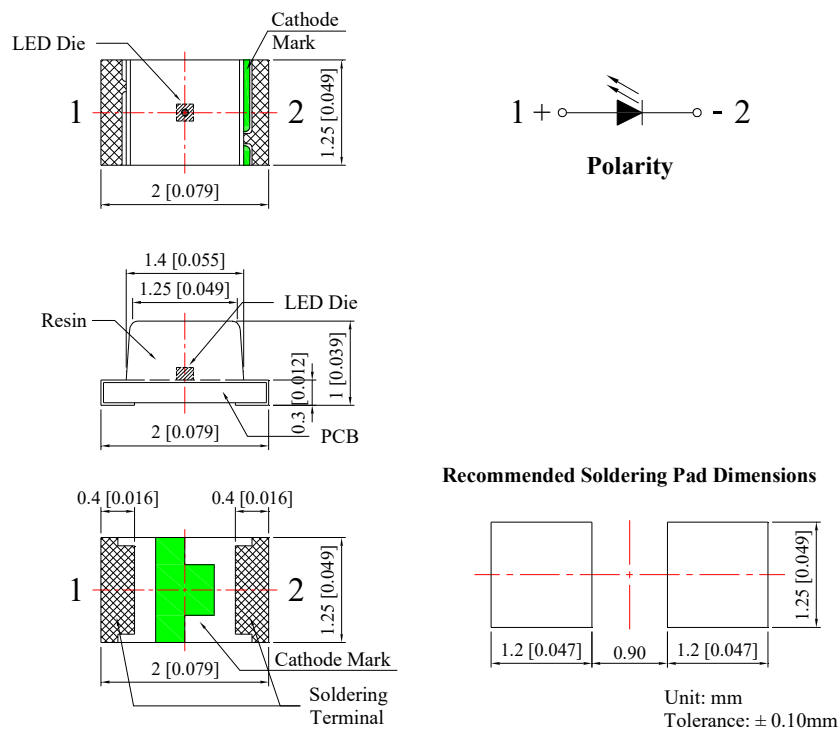 Cathode
Mark
LED Die
1
2
1.25 [0.049]
2 [0.079]
1 +
- 2
Polarity
1.4 [0.055]
1.25 [0.049]
LED Die
Resin
0.3 [0.012]
1 [0.039]
2 [0.079]
PCB
Recommended Soldering Pad Dimensions
0.4 [0.016]
0.4 [0.016]
1
2
1.25 [0.049]
Cathode Mark
2 [0.079]
Soldering
Terminal
1.25 [0.049]
1.2 [0.047]
0.90
1.2 [0.047]
Unit: mm
Tolerance: ± 0.10mm